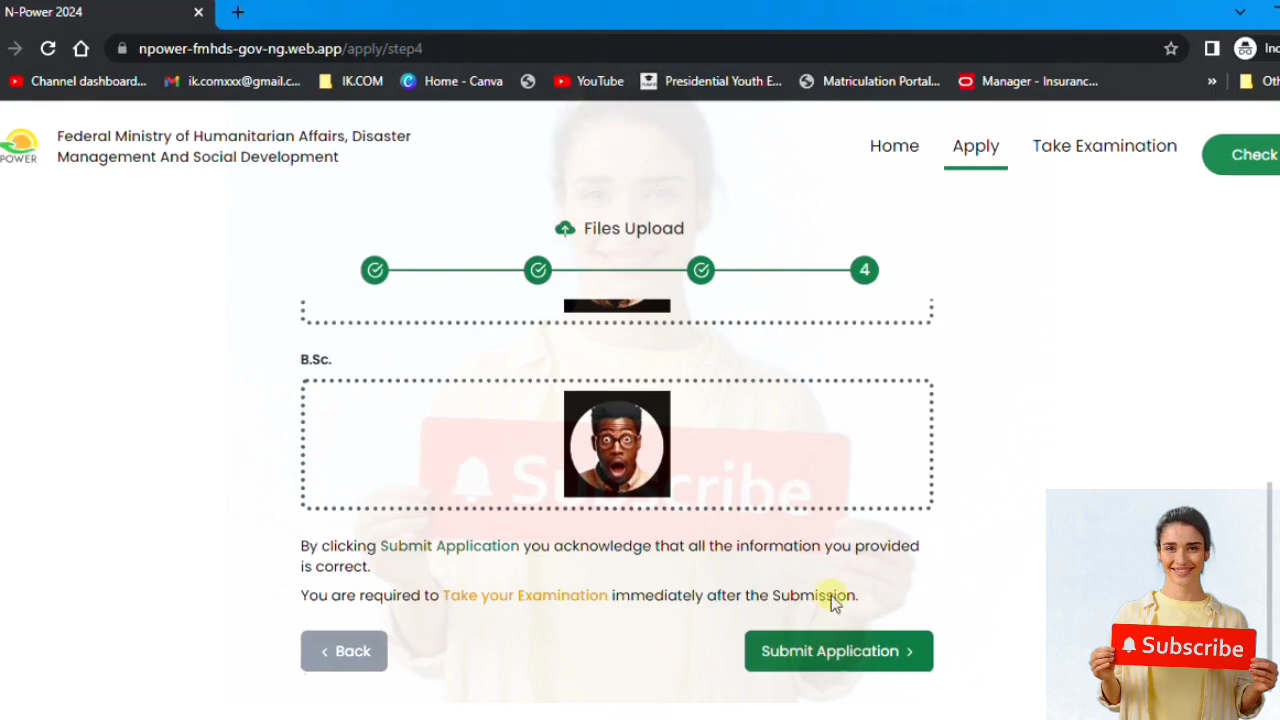 N-Power 2024
npower-fmhds-gov-ng.web.app/apply/step4
Channel dashboard...
ik.comxxx@gmail.c...
IK.COM
Home - Canva
YouTube
Presidential Youth E...
Matriculation Portal...
Manager - Insuranc...
POWER
Federal Ministry of Humanitarian Affairs, Disaster
Management And Social Development
Home
Apply
Take Examination
Check
Files Upload
4
B.Sc.
Subscribe
By clicking Submit Application you acknowledge that all the information you provided
is correct.
You are required to Take your Examination immediately after the Submission.
Back
Submit Application
Subscribe